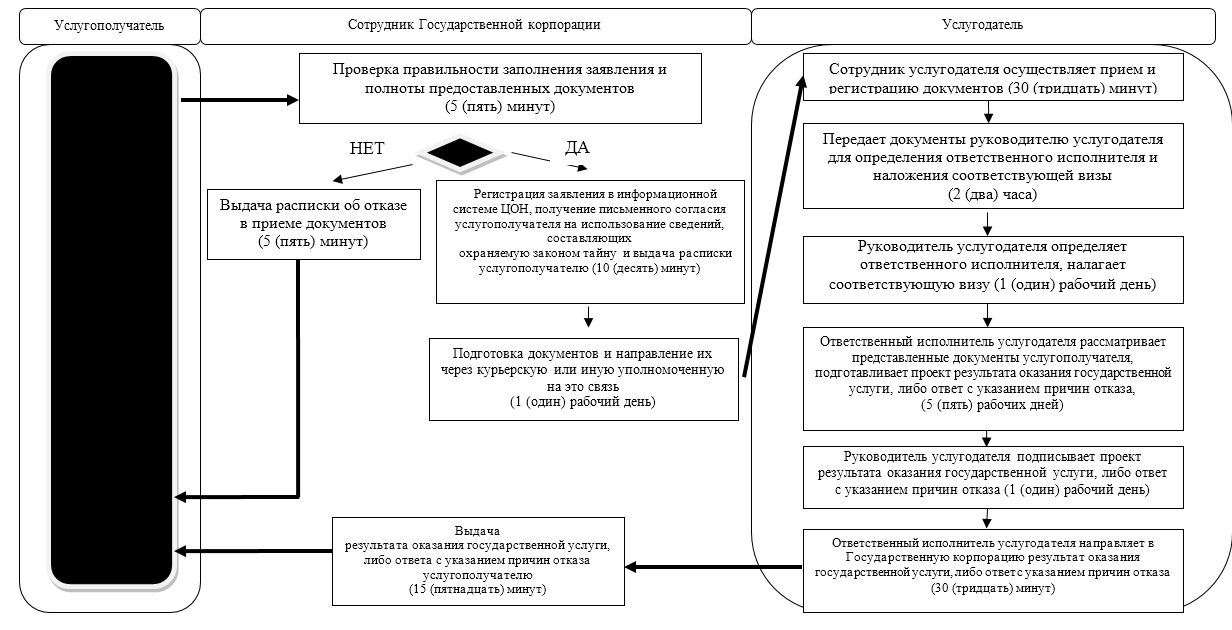 Услугополучатель
Сотрудник Государственной корпорации
Услугодатель
Проверка правильности заполнения заявления и
полноты предоставленных документов
(5 (пять) минут)
НЕТ
ДА
Выдача расписки об отказе
в приеме документов
(5 (пять) минут)
Регистрация заявления в информационной
системе ЦОН, получение письменного согласия
услугополучателя на использование сведений,
составляющих
охраняемую законом тайну и выдача расписки
услугополучателю (10 (десять) минут)
Подготовка документов и направление их
через курьерскую или иную уполномоченную
на это связь
(1 (один) рабочий день)
Сотрудник услугодателя осуществляет прием и
регистрацию документов (30 (тридцать) минут)
Передает документы руководителю услугодателя
для определения ответственного исполнителя и
наложения соответствующей визы
(2 (два) часа)
Руководитель услугодателя определяет
ответственного исполнителя, налагает
соответствующую визу (1 (один) рабочий день)
Ответственный исполнитель услугодателя рассматривает
представленные документы услугополучателя,
подготавливает проект результата оказания государственной
услуги, либо ответ с указанием причин отказа,
(5 (пять) рабочих дней)
Руководитель услугодателя подписывает проект
результата оказания государственной услуги, либо ответ
с указанием причин отказа (1 (один) рабочий день)
Ответственный исполнитель услугодателя направляет в
Государственную корпорацию результат оказания
государственной услуги, либо ответ с указанием причин отказа
(30 (тридцать) минут)
Выдача
результата оказания государственной услуги,
либо ответа с указанием причин отказа
услугополучателю
(15 (пятнадцать) минут)